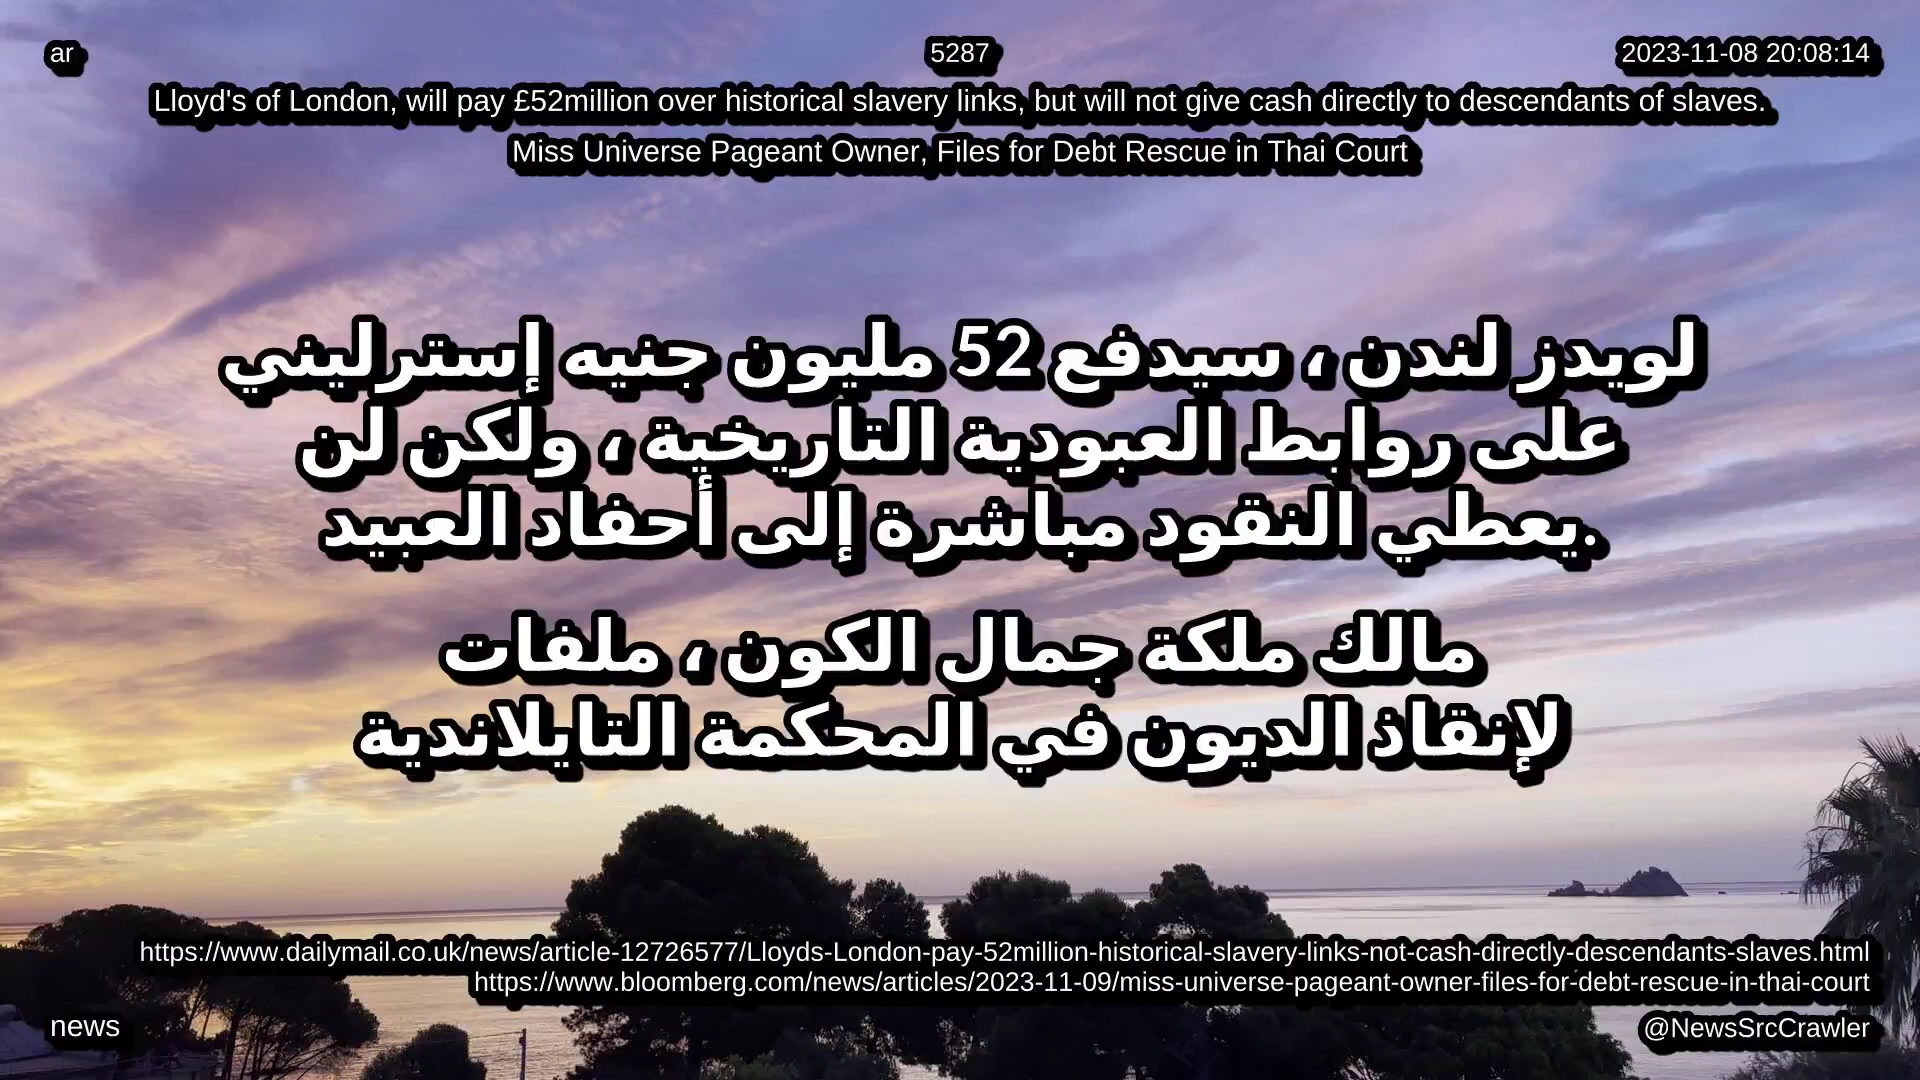 ar
5287
2023-11-08 20:08:14
Lloyd's of London, will pay £52million over historical slavery links, but will not give cash directly to descendants of slaves.
Miss Universe Pageant Owner, Files for Debt Rescue in Thai Court
لويدز لندن ، سيدفع 52 مليون جنيه إسترليني
على روابط العبودية التاريخية ، ولكن لن
يعطي النقود مباشرة إلى أحفاد العبيد.
مالك ملكة جمال الكون ، ملفات
لإنقاذ الديون في المحكمة التايلاندية
https://www.dailymail.co.uk/news/article-12726577/Lloyds-London-pay-52million-historical-slavery-links-not-cash-directly-descendants-slaves.html
https://www.bloomberg.com/news/articles/2023-11-09/miss-universe-pageant-owner-files-for-debt-rescue-in-thai-court
news
@NewsSrcCrawler